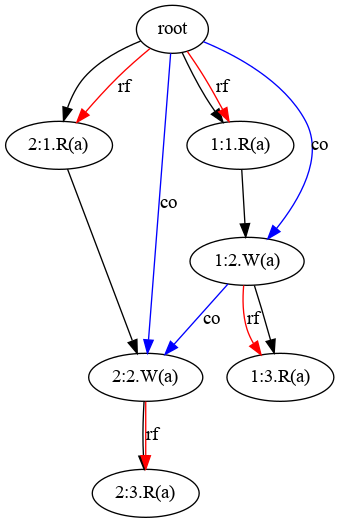 root
rf
rf
2:1.R(a)
1:1.R(a)
co
co
1:2.W(a)
co
rf
2:2.W(a)
1:3.R(a)
rf
2:3.R(a)